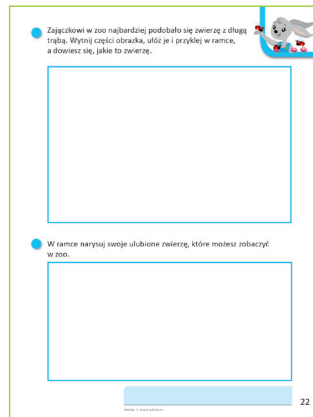 Zajączkowi w zoo najbardziej podobało się zwierzę z długą
trąbą. Wytnij części obrazka, ułóż je i przyklej w ramce,
a dowiesz się, jakie to zwierzę.
W ramce narysuj swoje ulubione zwierzę, które możesz zobaczyć
w zoo.
22